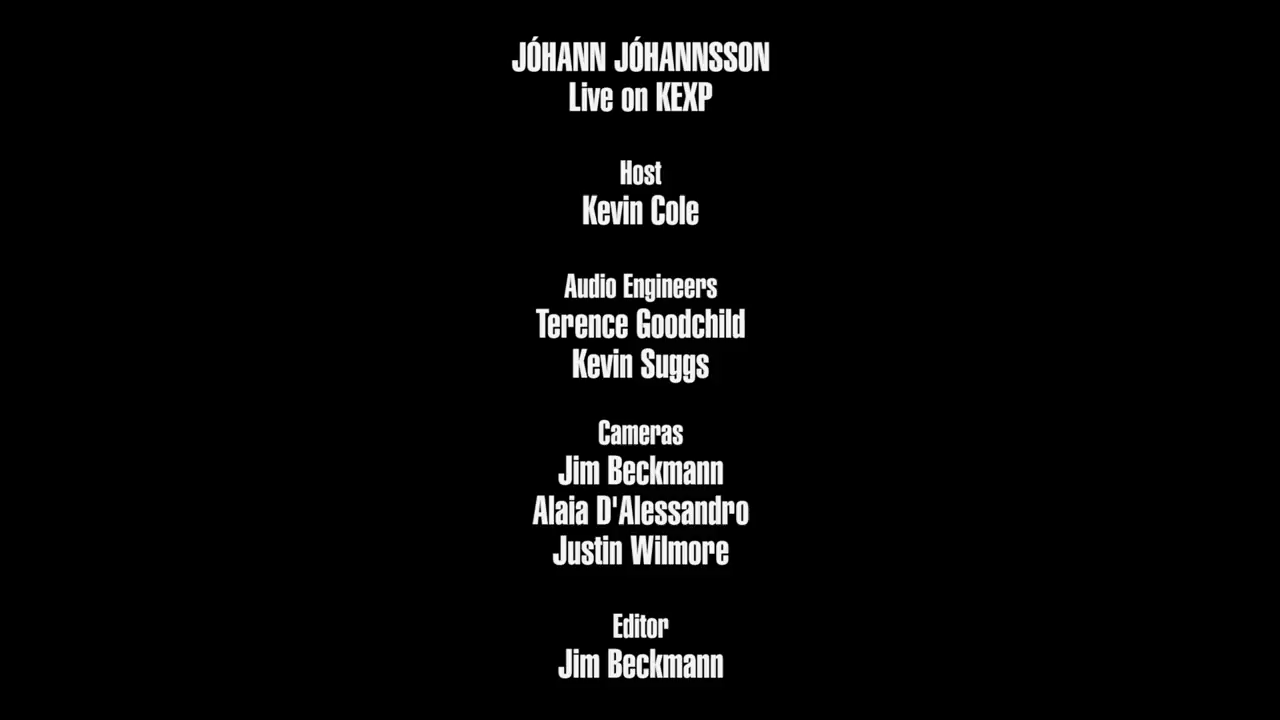 JÓHANN JÓHANNSSON
Live on KEXP
Host
Kevin Cole
Audio Engineers
Terence Goodchild
Kevin Suggs
Cameras
Jim Beckmann
Alaia D'Alessandro
Justin Wilmore
Editor
Jim Beckmann